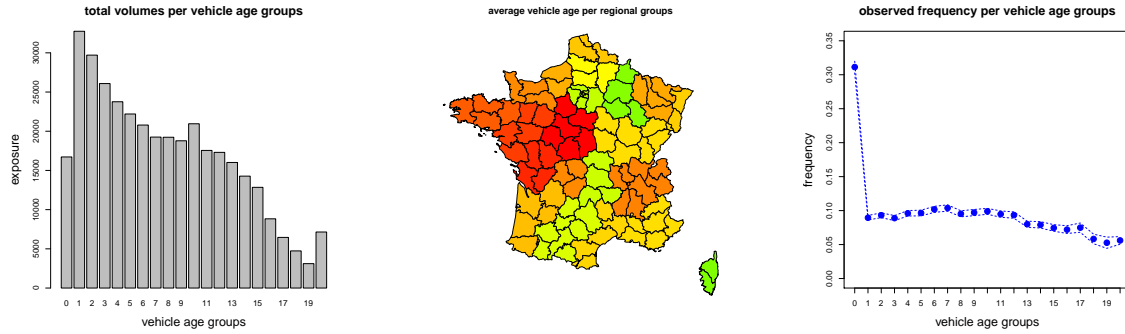 total volumes per vehicle age groups
exposure
0 5000 10000 15000 20000 25000 30000
0 1 2 3 4 5 6 7 8 9 11 13 15 17 19
vehicle age groups
average vehicle age per regional groups
observed frequency per vehicle age groups
frequency
0.00 0.05 0.10 0.15 0.20 0.25 0.30 0.35
0 1 2 3 4 5 6 7 8 9 11 13 15 17 19
vehicle age groups